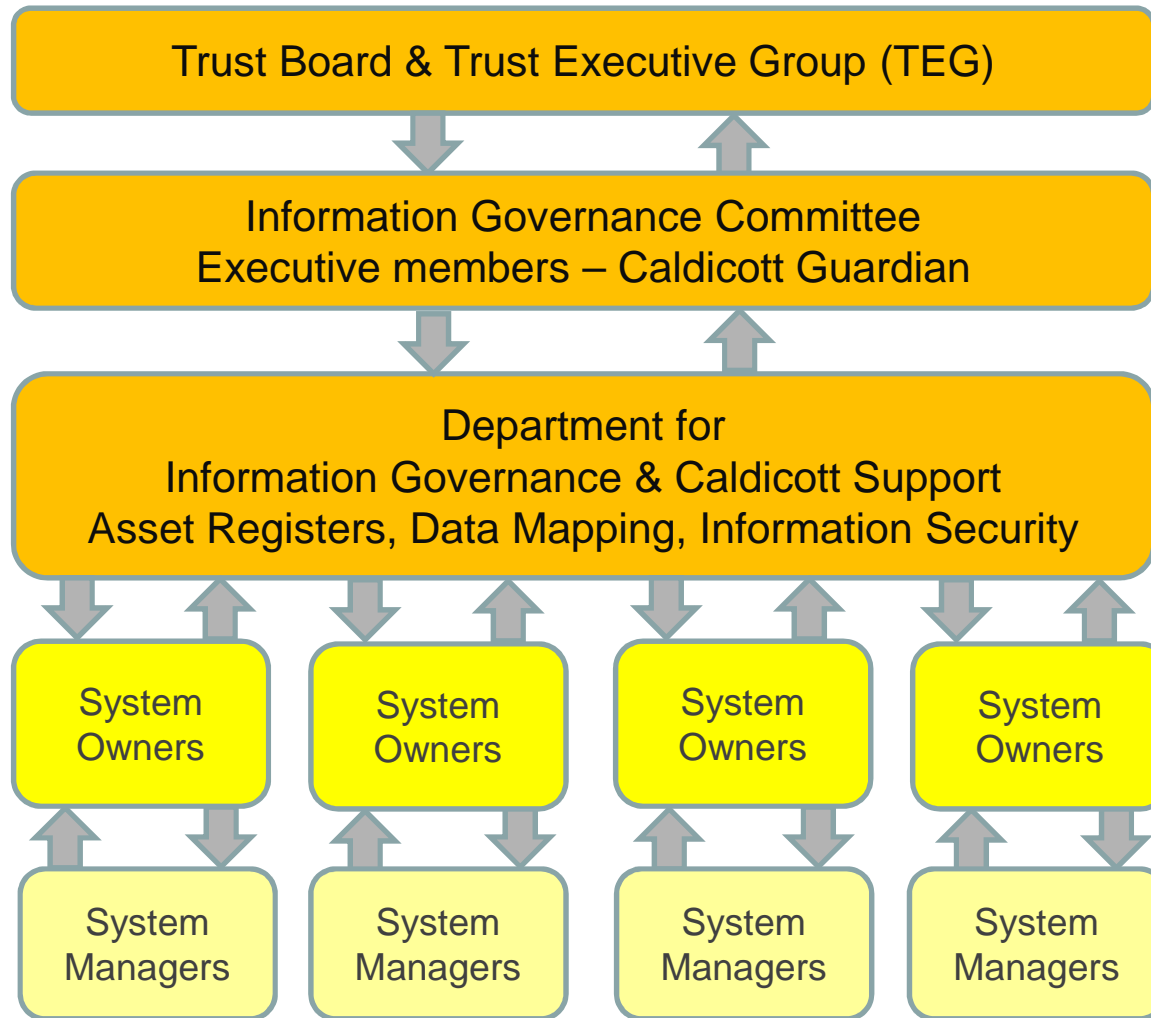 Trust Board & Trust Executive Group (TEG)
Information Governance Committee
Executive members – Caldicott Guardian
Department for
Information Governance & Caldicott Support
Asset Registers, Data Mapping, Information Security
System
Owners
System
Owners
System
Owners
System
Owners
System
Managers
System
Managers
System
Managers
System
Managers